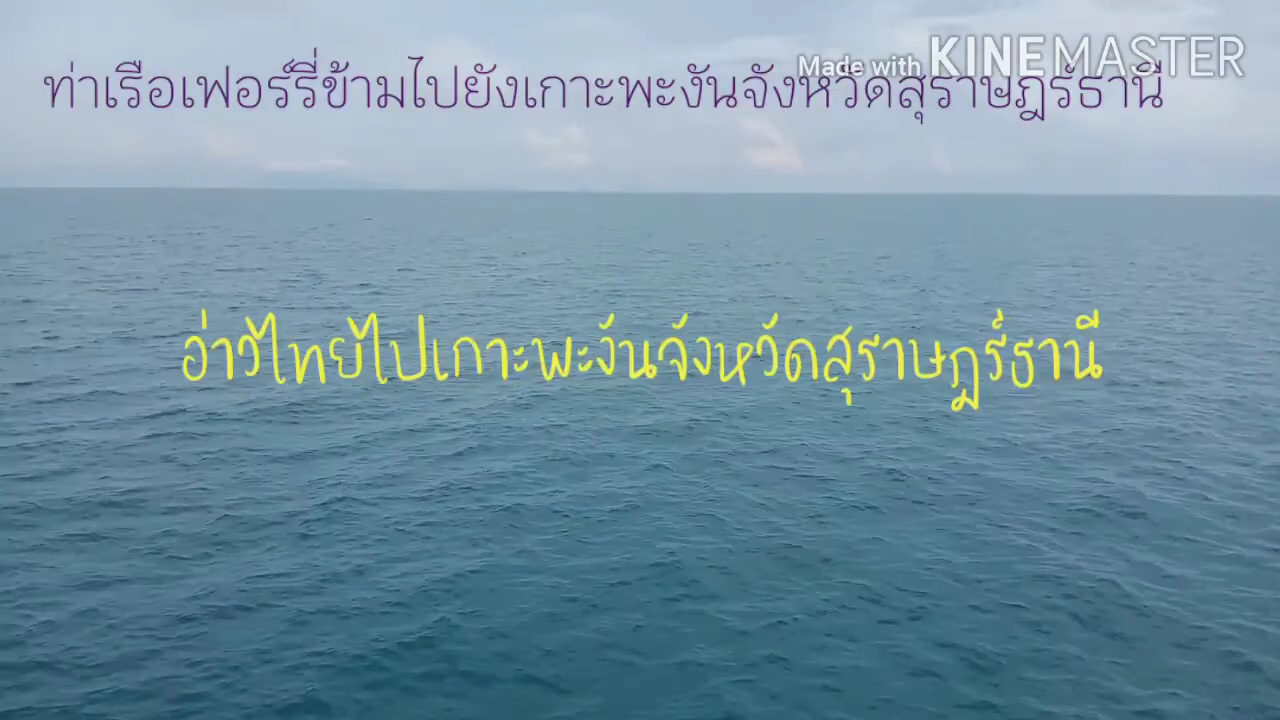 Made with KINEMASTER
ท่าเรือเฟอร์รี่ข้ามไปยังเกาะพะงันจังหวัดสุราษฎร์ธานี
อ่าวไทยไปเกาะพะงันจังหวัดสุราษฎร์ธานี